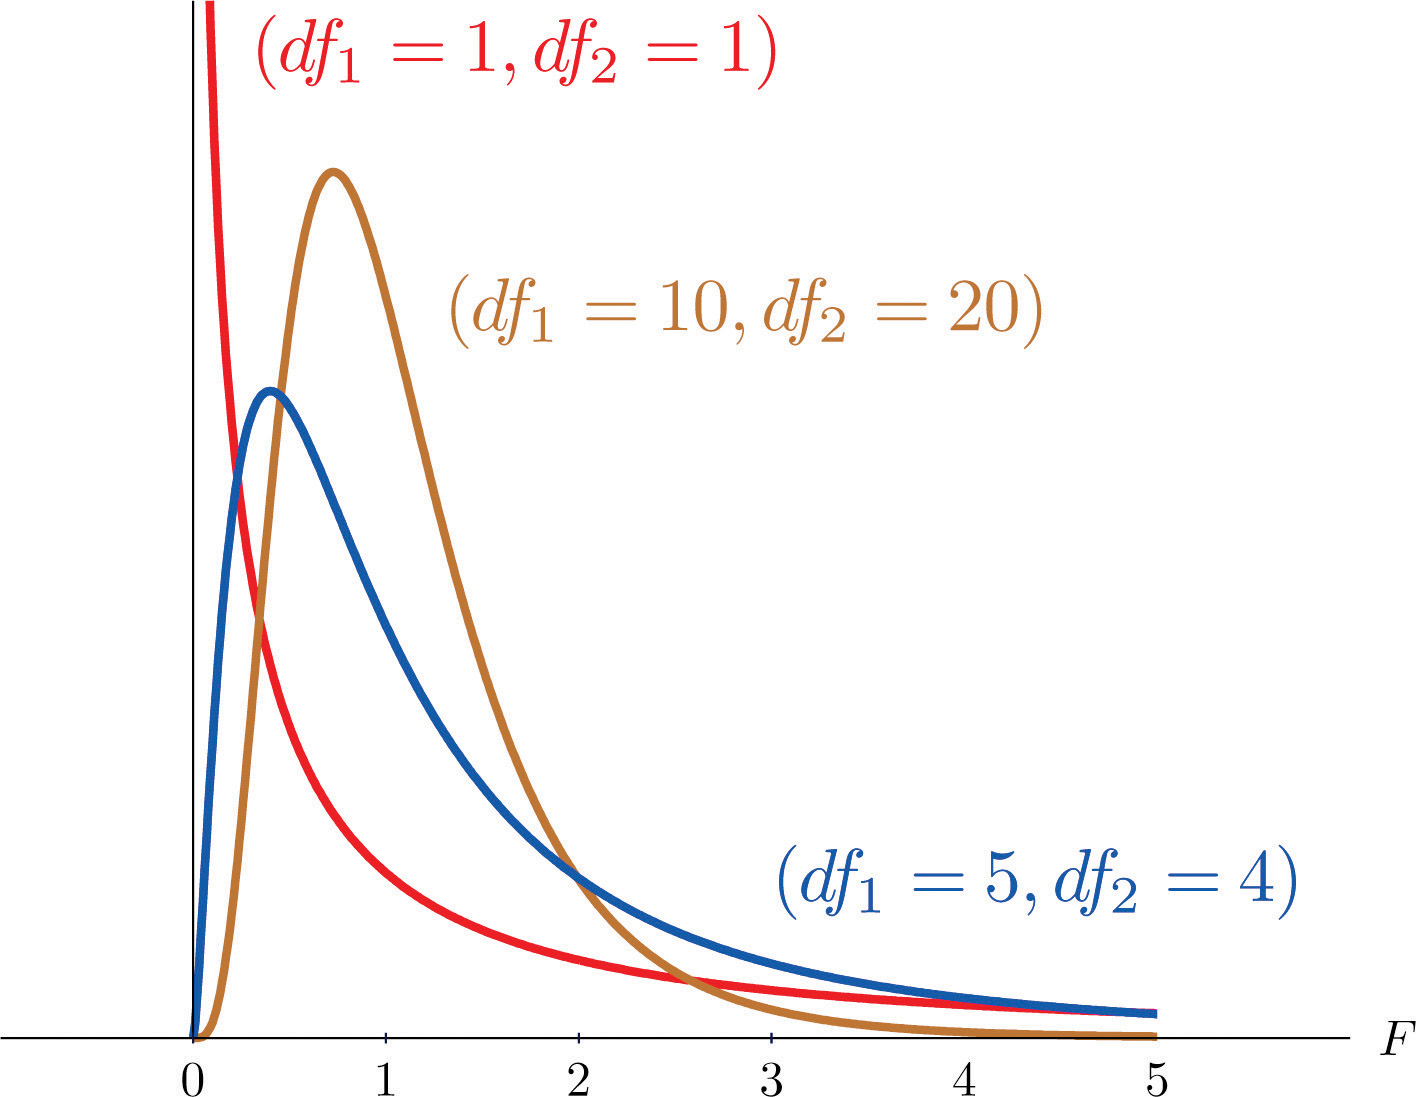 (df₁ = 1, df₂ = 1)
(df₁ = 10, df₂ = 20)
(df₁ = 5, df₂ = 4)
F
0 1 2 3 4 5